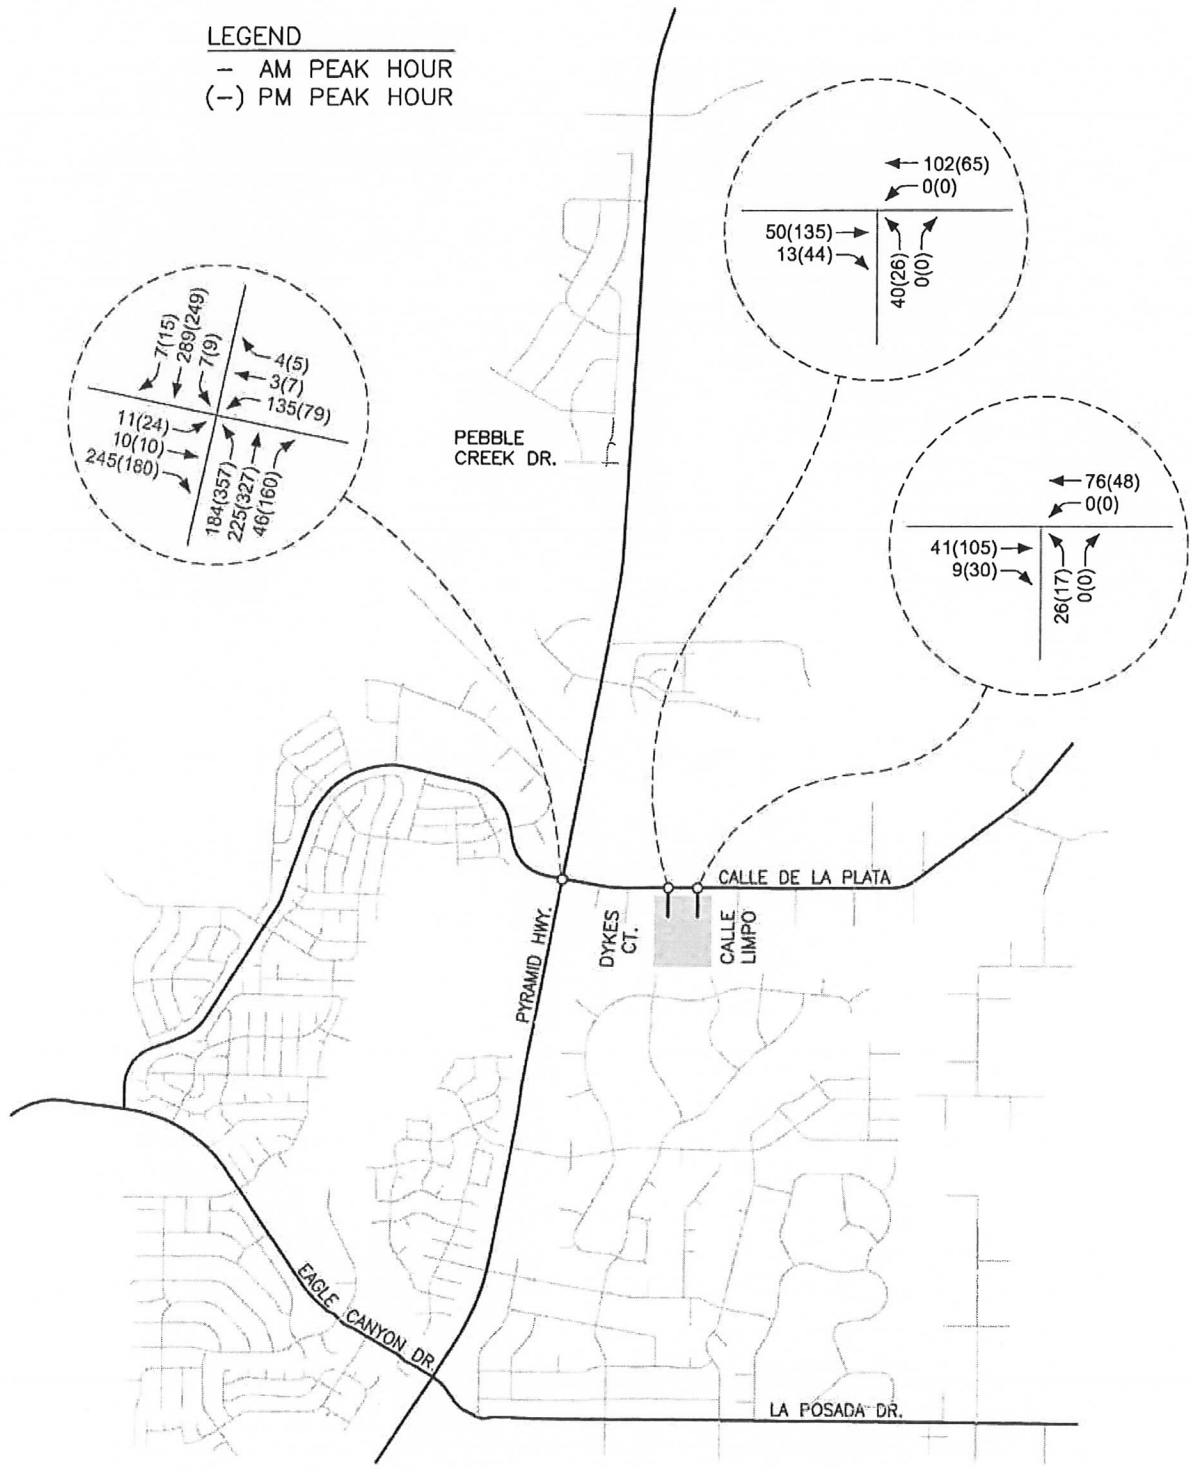 LEGEND
- AM PEAK HOUR
(-) PM PEAK HOUR
102(65)
0(0)
50(135)
13(44)
40(26)
0(0)
7(15)
289(249)
7(9)
4(5)
3(7)
135(79)
11(24)
10(10)
245(180)
184(357)
225(327)
46(160)
PEBBLE
CREEK DR.
76(48)
0(0)
41(105)
9(30)
26(17)
0(0)
CALLE DE LA PLATA
PYRAMID HWY.
DYKES
CT.
CALLE
LIMPO
EAGLE CANYON DR.
LA POSADA DR.